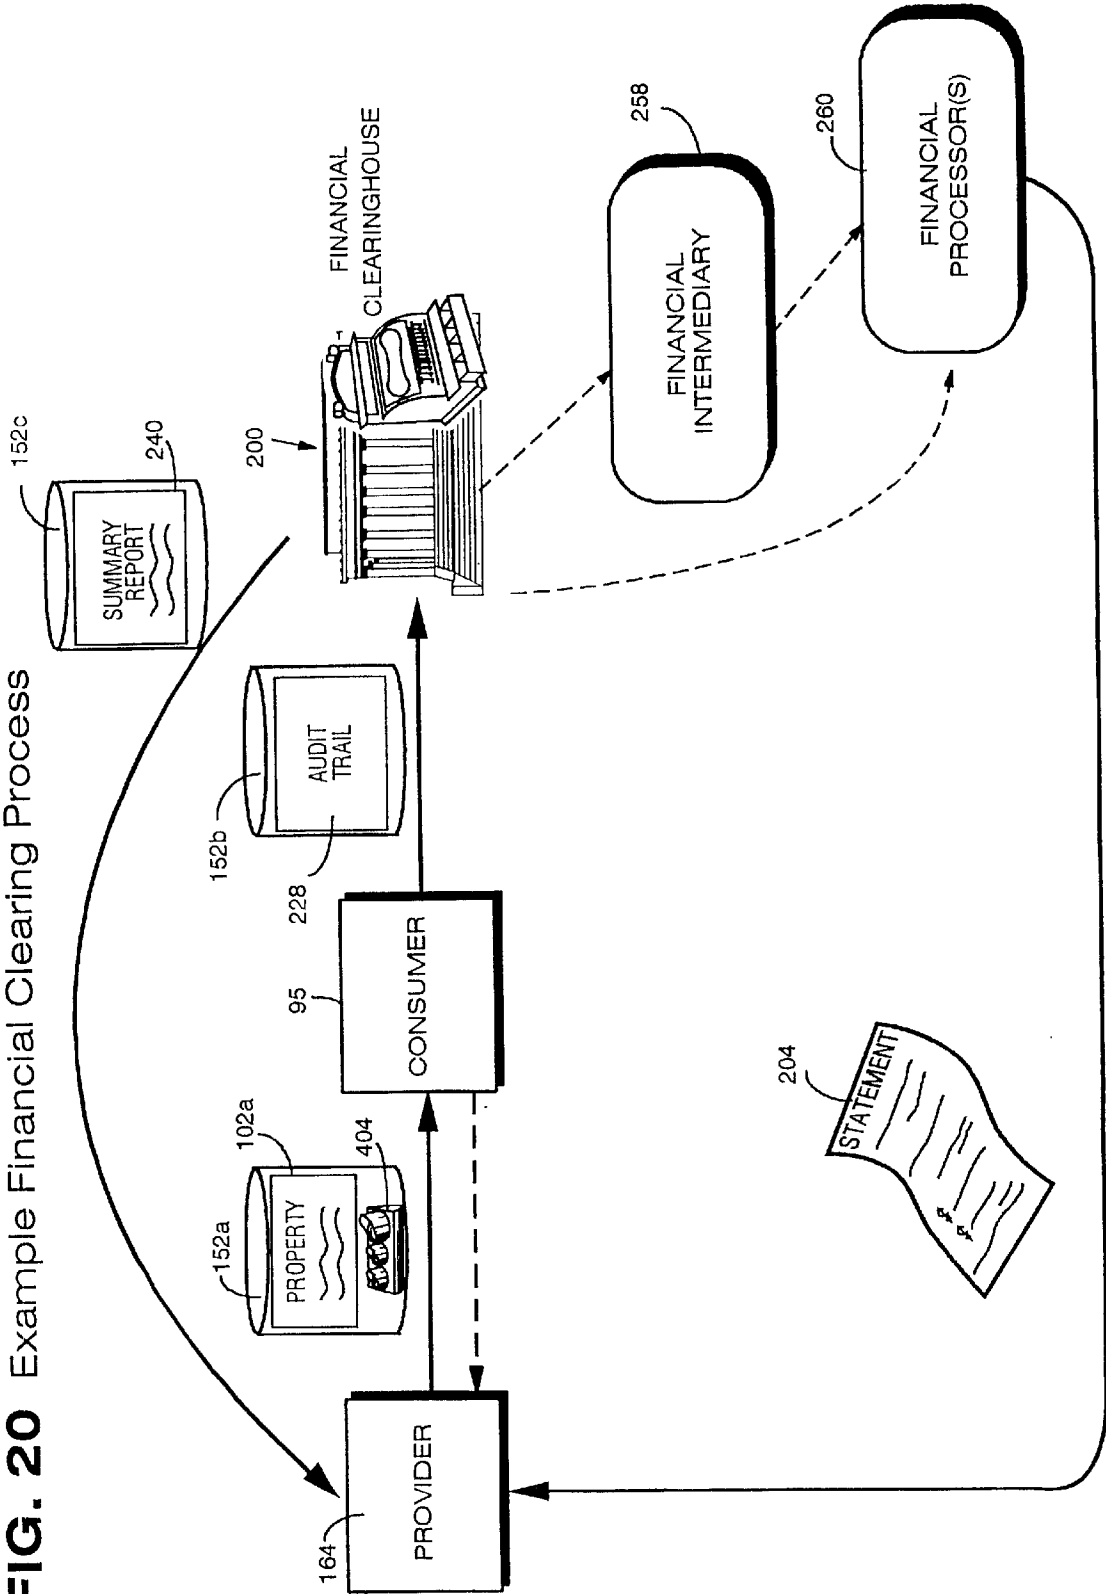 FIG. 20 Example Financial Clearing Process
152c
SUMMARY
REPORT
240
200
FINANCIAL
CLEARINGHOUSE
152b
AUDIT
TRAIL
228
152a
PROPERTY
102a
404
95
CONSUMER
164
PROVIDER
258
FINANCIAL
INTERMEDIARY
260
FINANCIAL
PROCESSOR(S)
204
STATEMENT